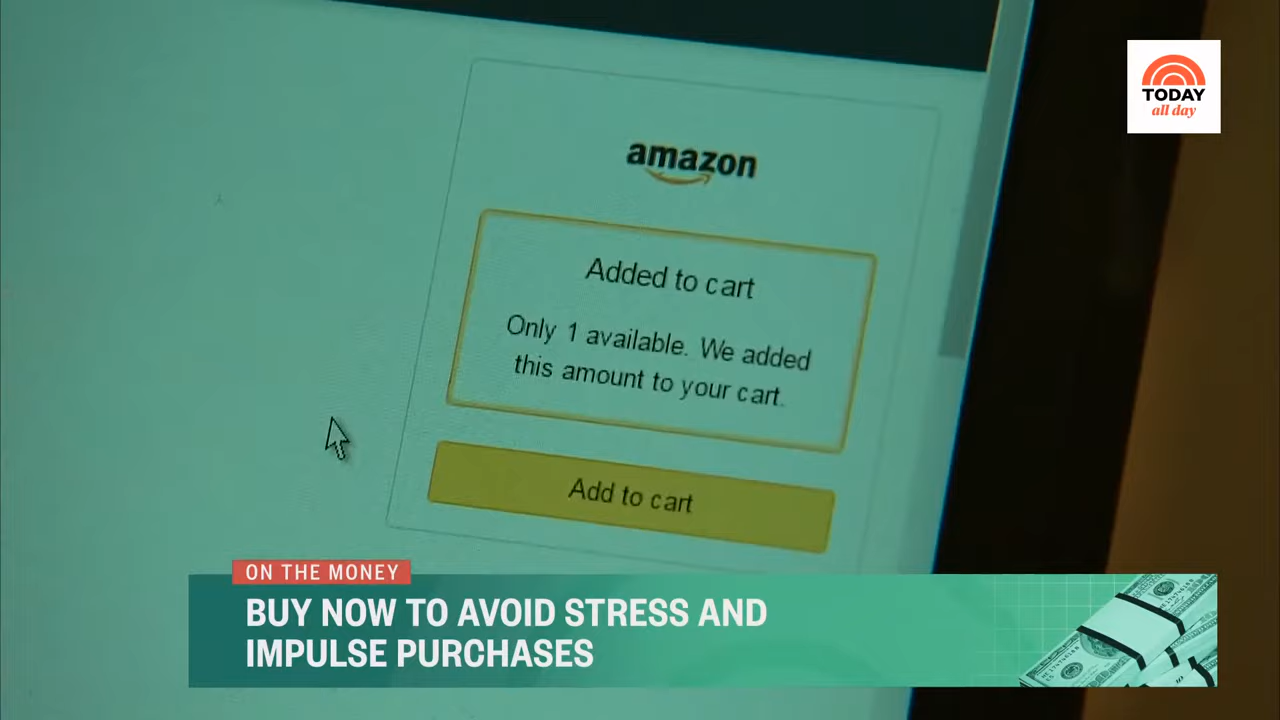 TODAY
all day
amazon
Added to cart
Only 1 available. We added
this amount to your cart.
Add to cart
ON THE MONEY
BUY NOW TO AVOID STRESS AND
IMPULSE PURCHASES